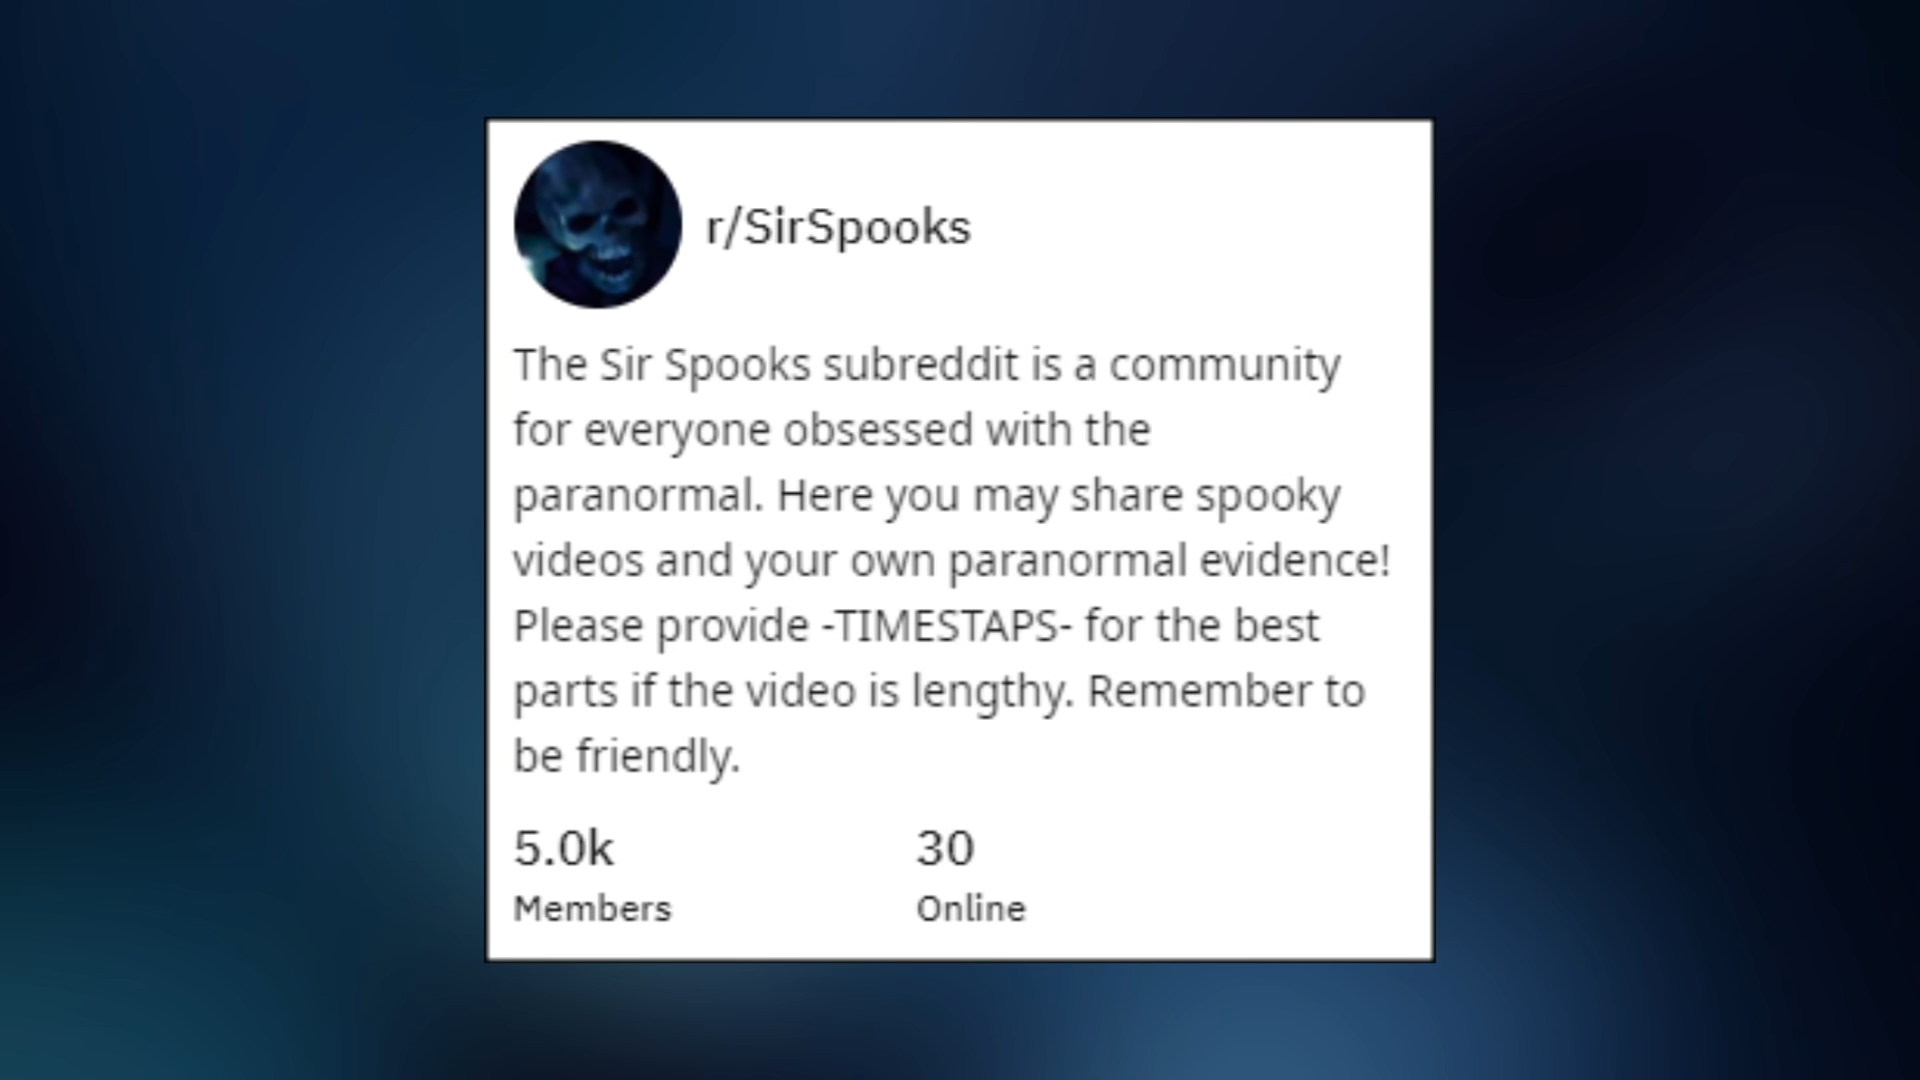 r/SirSpooks
The Sir Spooks subreddit is a community
for everyone obsessed with the
paranormal. Here you may share spooky
videos and your own paranormal evidence!
Please provide -TIMESTAPS- for the best
parts if the video is lengthy. Remember to
be friendly.
5.0k 30
Members Online